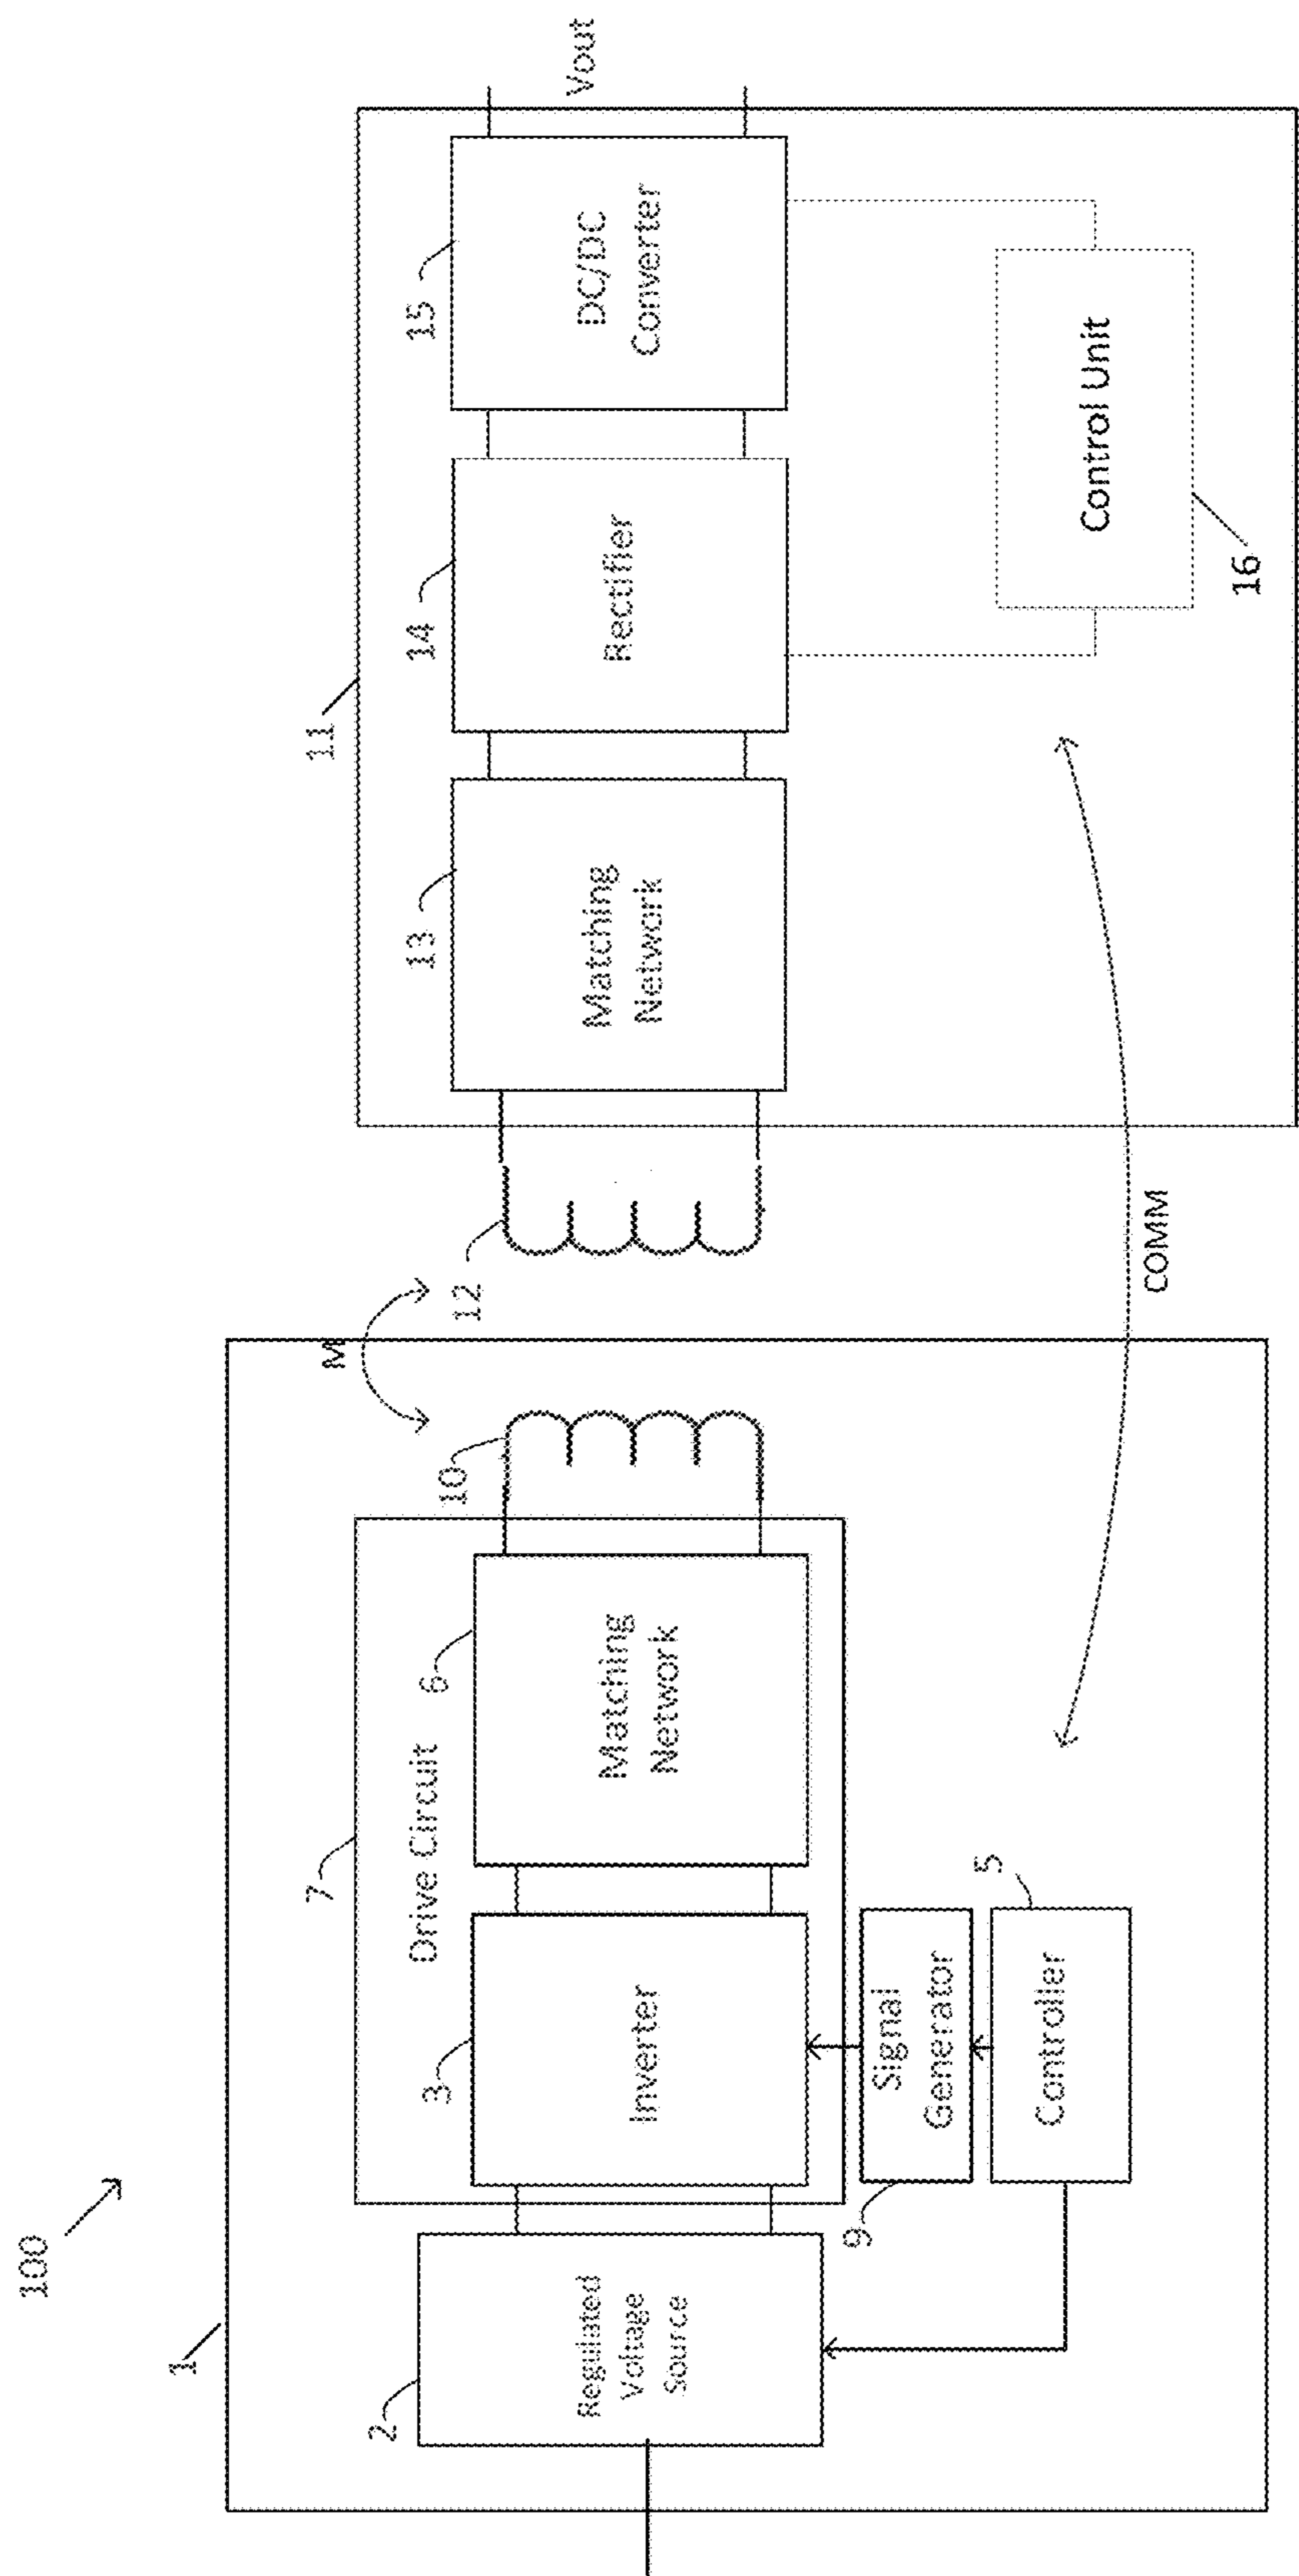 100
1
2
Regulated
Voltage
Source
7
Drive Circuit
3
Inverter
6
Matching
Network
9
Signal
Generator
5
Controller
10
M
12
COMM
11
13
Matching
Network
14
Rectifier
15
DC/DC
Converter
Vout
Control Unit
16